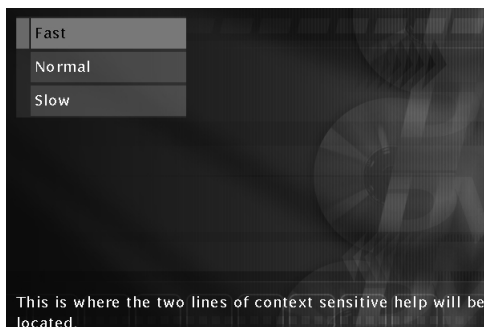 Fast
Normal
Slow
This is where the two lines of context sensitive help will be
located.